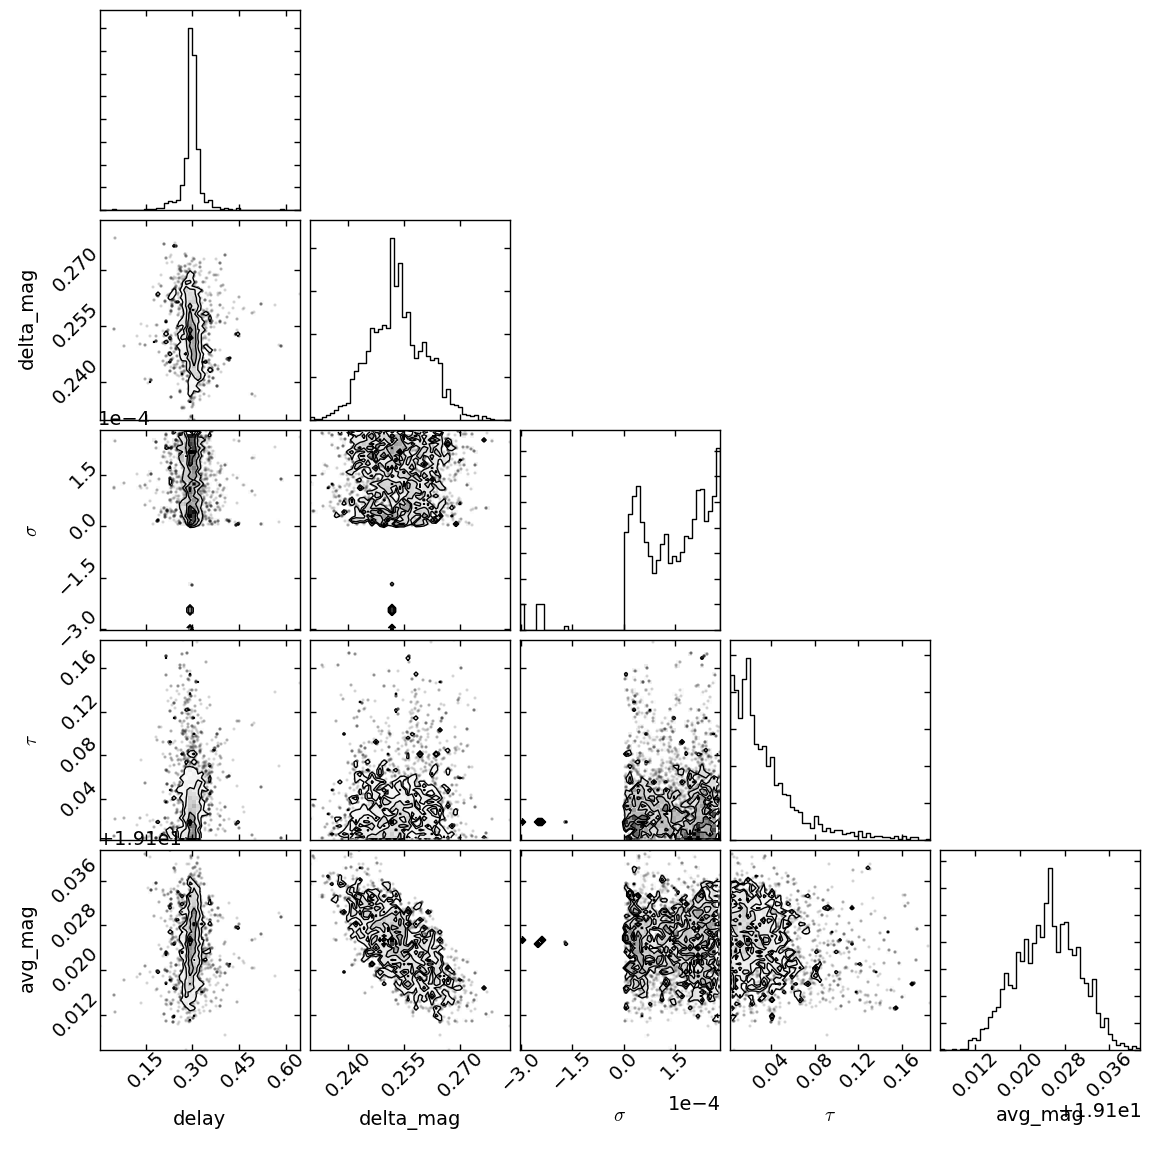 0.270
0.255
0.240
delta_mag
1e−4
1.5
0.0
−1.5
−3.0
σ
0.16
0.12
0.08
0.04
τ
+1.91e1
0.036
0.028
0.020
0.012
avg_mag
0.15 0.30 0.45 0.60
delay
0.240 0.255 0.270
delta_mag
−3.0 −1.5 0.0 1.5
1e−4
σ
0.04 0.08 0.12 0.16
τ
0.012 0.020 0.028 0.036
+1.91e1
avg_mag